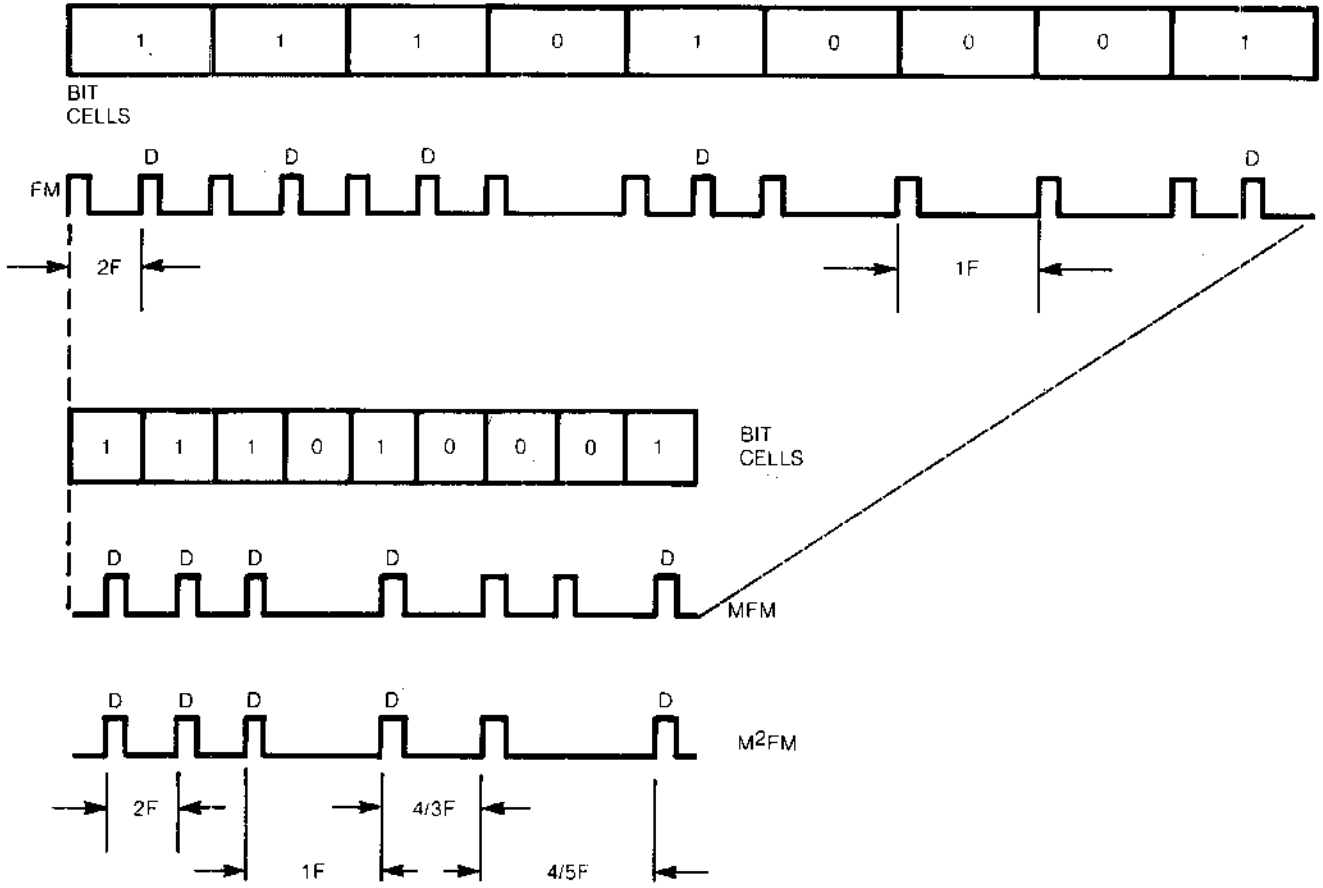 1 1 1 0 1 0 0 0 1
BIT
CELLS
D D D D D
FM
2F 1F
1 1 1 0 1 0 0 0 1
BIT
CELLS
D D D D D
MFM
D D D D D
M²FM
2F 4/3F
1F 4/5F